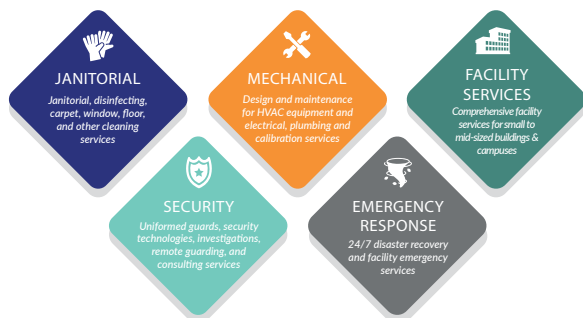 JANITORIAL
Janitorial, disinfecting,
carpet, window, floor,
and other cleaning
services
MECHANICAL
Design and maintenance
for HVAC equipment and
electrical, plumbing and
calibration services
FACILITY
SERVICES
Comprehensive facility
services for small to
mid-sized buildings &
campuses
SECURITY
Uniformed guards, security
technologies, investigations,
remote guarding, and
consulting services
EMERGENCY
RESPONSE
24/7 disaster recovery
and facility emergency
services